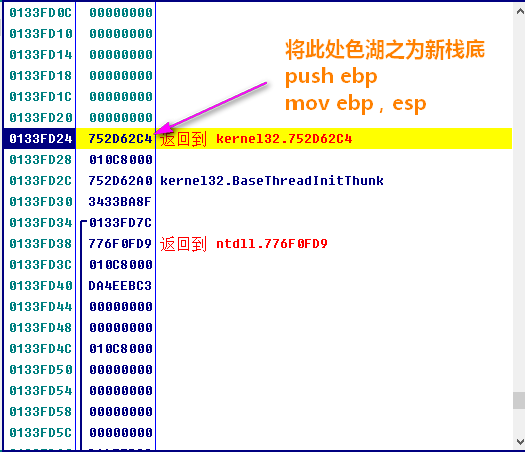 0133FD0C 00000000
0133FD10 00000000
0133FD14 00000000
0133FD18 00000000
0133FD1C 00000000
0133FD20 00000000
将此处色湖之为新栈底
push ebp
mov ebp , esp
0133FD24 752D62C4 返回到 kernel32.752D62C4
0133FD28 010C8000
0133FD2C 752D62A0 kernel32.BaseThreadInitThunk
0133FD30 3433BA8F
0133FD34 0133FD7C
0133FD38 776F0FD9 返回到 ntdll.776F0FD9
0133FD3C 010C8000
0133FD40 DA4EEBC3
0133FD44 00000000
0133FD48 00000000
0133FD4C 010C8000
0133FD50 00000000
0133FD54 00000000
0133FD58 00000000
0133FD5C 00000000